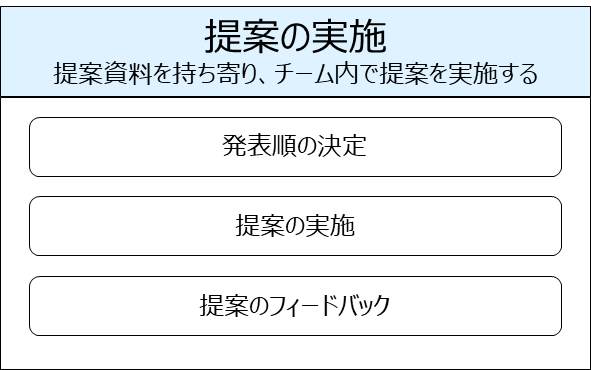 提案の実施
提案資料を持ち寄り、チーム内で提案を実施する
発表順の決定
提案の実施
提案のフィードバック